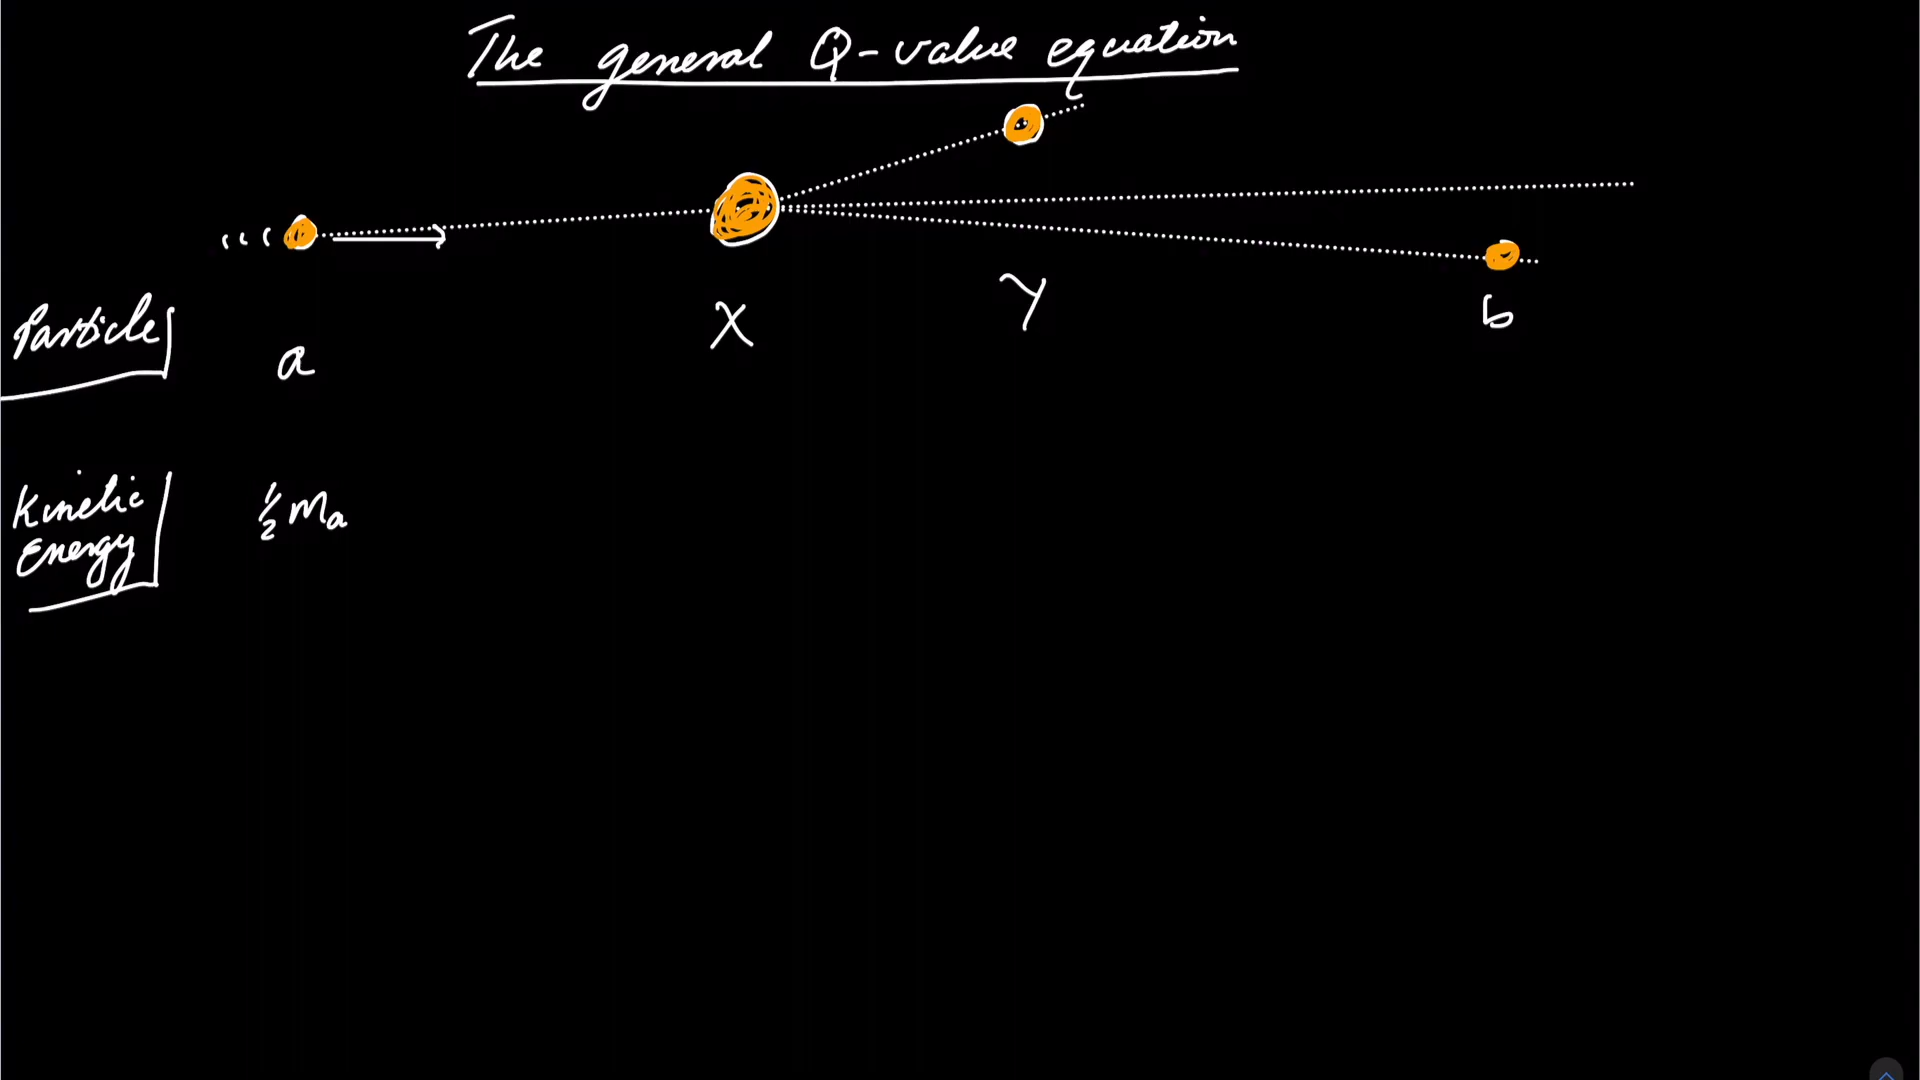 The general Q-value equation
Particle
a
X
Y
b
Kinetic
Energy
½ma